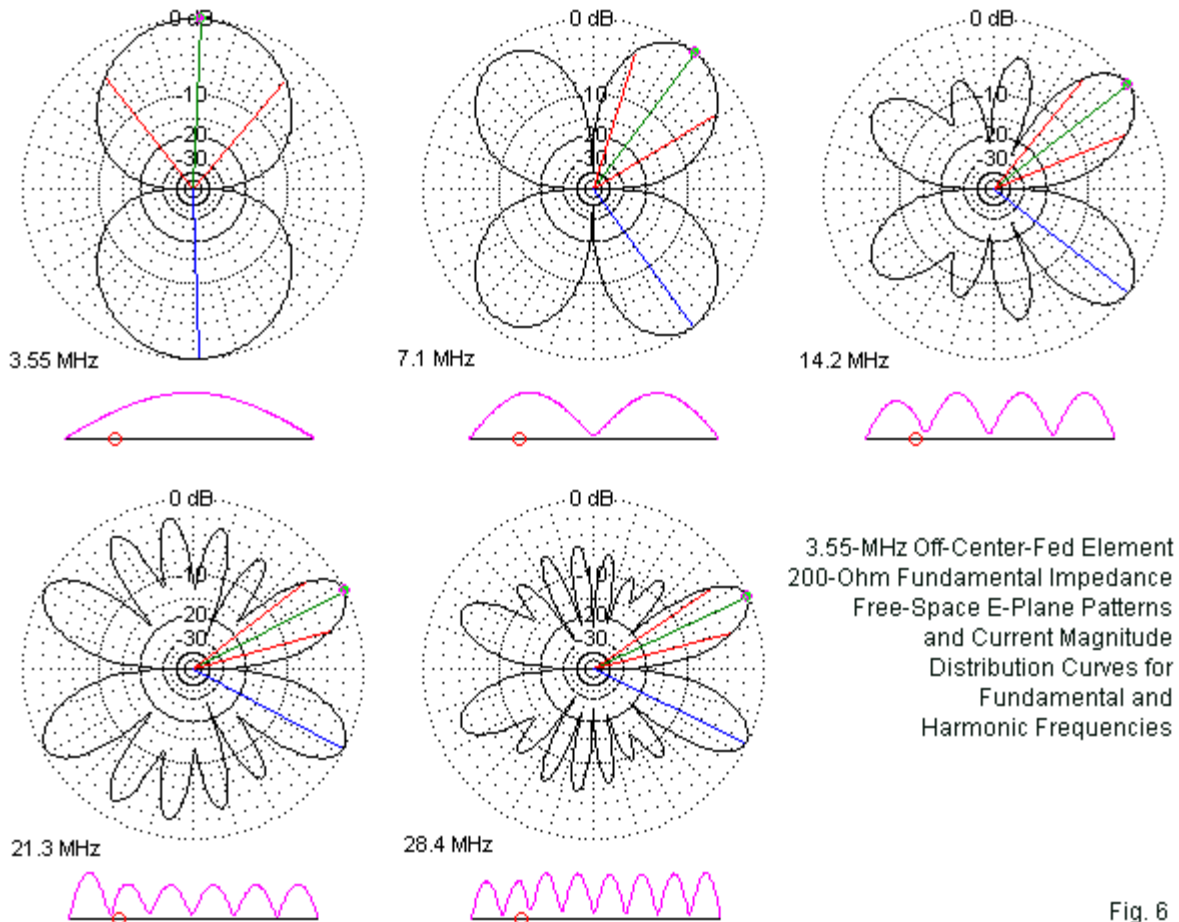 0 dB
-10
20
30
3.55 MHz
0 dB
-10
20
30
7.1 MHz
0 dB
10
20
30
14.2 MHz
0 dB
-10
20
-30
21.3 MHz
0 dB
-10
20
30
28.4 MHz
3.55-MHz Off-Center-Fed Element
200-Ohm Fundamental Impedance
Free-Space E-Plane Patterns
and Current Magnitude
Distribution Curves for
Fundamental and
Harmonic Frequencies
Fig. 6